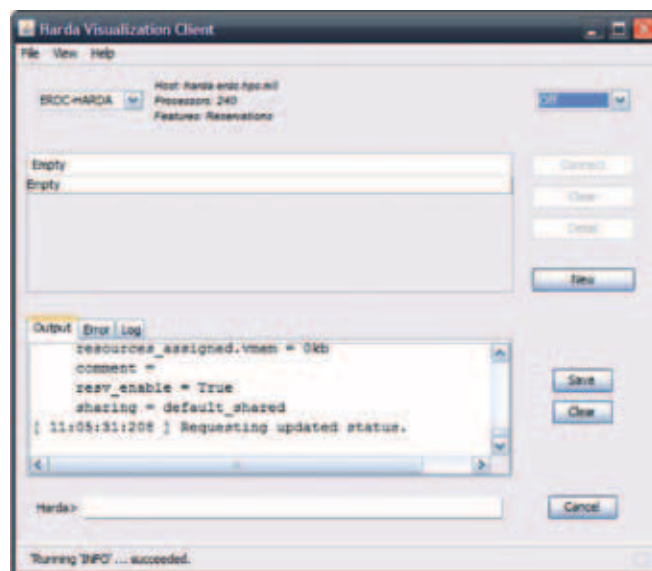 Harda Visualization Client
File View Help
ERDC-HARDA
Host: harda.erdc.hpc.mil
Processors: 240
Features: Reservations
Off
Empty
Empty
Connect
Clear
Detail
New
Output Error Log
resources_assigned.vmem = 0kb
comment =
resv_enable = True
sharing = default_shared
[ 11:05:31:208 ] Requesting updated status.
Save
Clear
Harda>
Cancel
'Running 'INFO' ... succeeded.